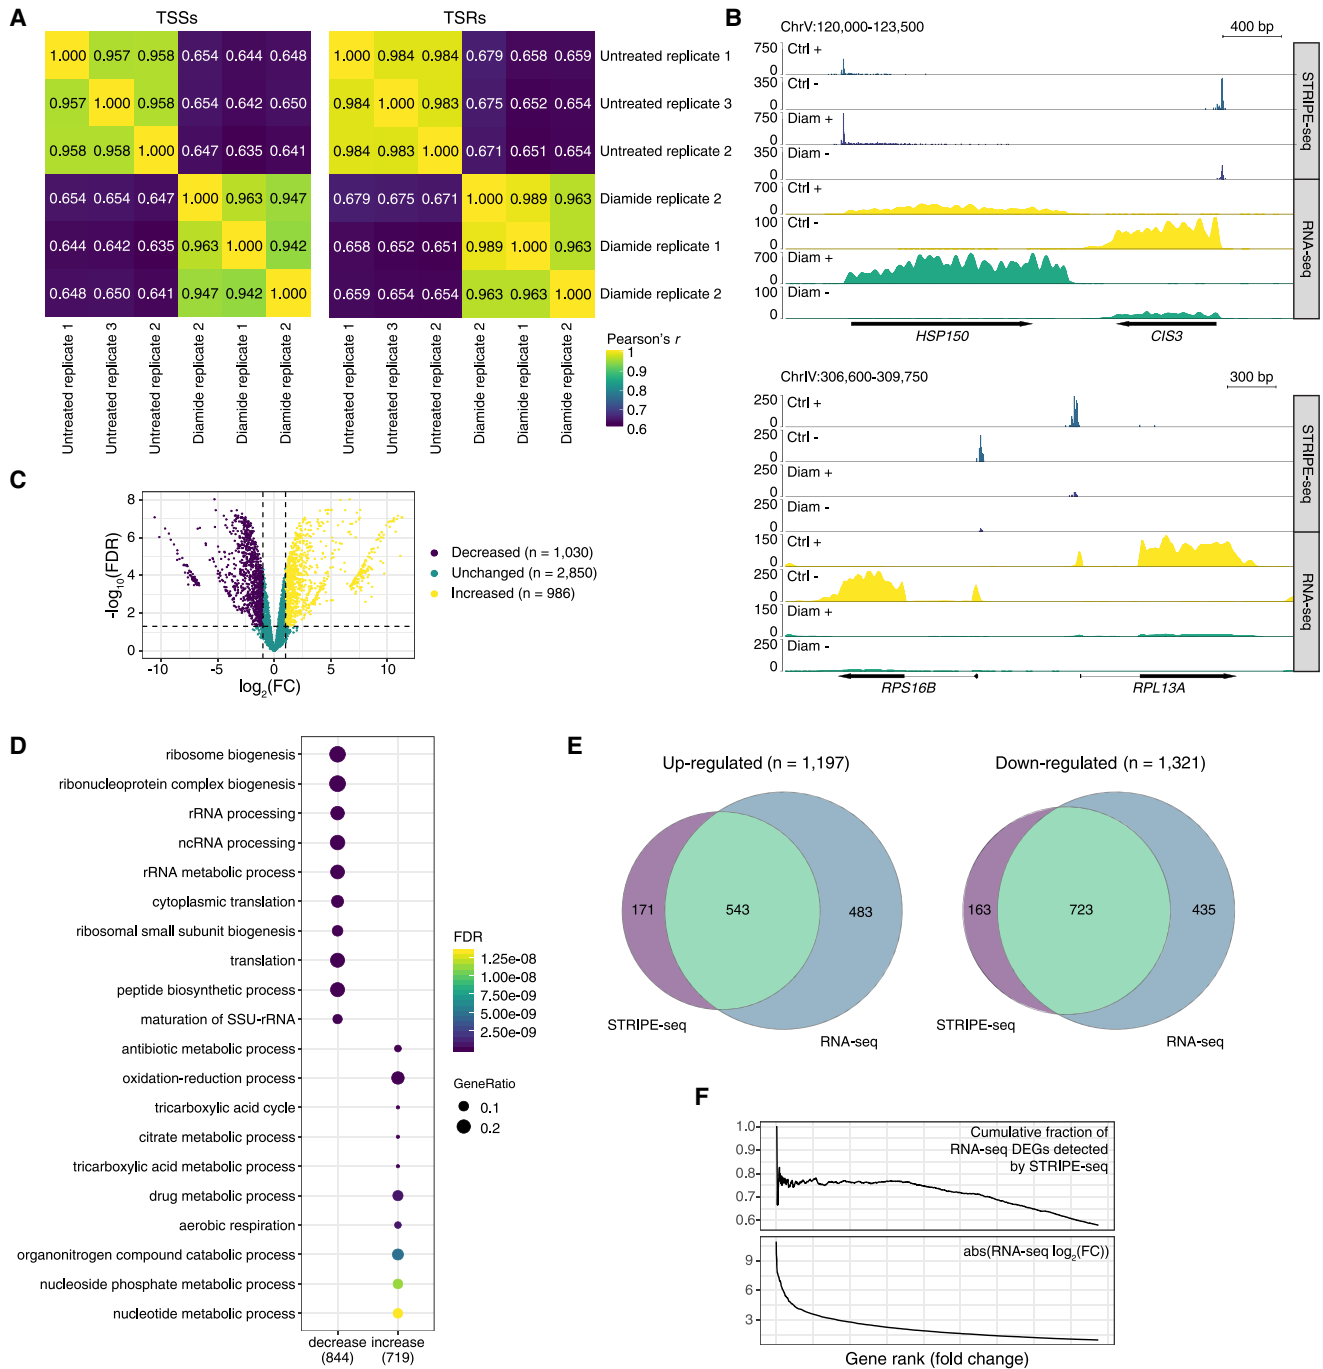 A
TSSs
TSRs
1.000 0.957 0.958 0.654 0.644 0.648
1.000 0.984 0.984 0.679 0.658 0.659
Untreated replicate 1
0.957 1.000 0.958 0.654 0.642 0.650
0.984 1.000 0.983 0.675 0.652 0.654
Untreated replicate 3
0.958 0.958 1.000 0.647 0.635 0.641
0.984 0.983 1.000 0.671 0.651 0.654
Untreated replicate 2
0.654 0.654 0.647 1.000 0.963 0.947
0.679 0.675 0.671 1.000 0.989 0.963
Diamide replicate 2
0.644 0.642 0.635 0.963 1.000 0.942
0.658 0.652 0.651 0.989 1.000 0.963
Diamide replicate 1
0.648 0.650 0.641 0.947 0.942 1.000
0.659 0.654 0.654 0.963 0.963 1.000
Diamide replicate 2
Untreated replicate 1
Untreated replicate 3
Untreated replicate 2
Diamide replicate 2
Diamide replicate 1
Diamide replicate 2
Untreated replicate 1
Untreated replicate 3
Untreated replicate 2
Diamide replicate 2
Diamide replicate 1
Diamide replicate 2
Pearson's r
1
0.9
0.8
0.7
0.6
B
ChrV:120,000-123,500
400 bp
750
0
Ctrl +
350
0
Ctrl -
750
0
Diam +
350
0
Diam -
STRIPE-seq
700
0
Ctrl +
100
0
Ctrl -
700
0
Diam +
100
0
Diam -
RNA-seq
HSP150
CIS3
ChrIV:306,600-309,750
300 bp
250
0
Ctrl +
250
0
Ctrl -
250
0
Diam +
250
0
Diam -
STRIPE-seq
150
0
Ctrl +
250
0
Ctrl -
150
0
Diam +
250
0
Diam -
RNA-seq
RPS16B
RPL13A
C
-log10(FDR)
8
6
4
2
0
-10
-5
0
5
10
log2(FC)
Decreased (n = 1,030)
Unchanged (n = 2,850)
Increased (n = 986)
D
ribosome biogenesis
ribonucleoprotein complex biogenesis
rRNA processing
ncRNA processing
rRNA metabolic process
cytoplasmic translation
ribosomal small subunit biogenesis
translation
peptide biosynthetic process
maturation of SSU-rRNA
antibiotic metabolic process
oxidation-reduction process
tricarboxylic acid cycle
citrate metabolic process
tricarboxylic acid metabolic process
drug metabolic process
aerobic respiration
organonitrogen compound catabolic process
nucleoside phosphate metabolic process
nucleotide metabolic process
decrease
(844)
increase
(719)
FDR
1.25e-08
1.00e-08
7.50e-09
5.00e-09
2.50e-09
GeneRatio
0.1
0.2
E
Up-regulated (n = 1,197)
171
543
483
STRIPE-seq
RNA-seq
Down-regulated (n = 1,321)
163
723
435
STRIPE-seq
RNA-seq
F
1.0
0.9
0.8
0.7
0.6
Cumulative fraction of
RNA-seq DEGs detected
by STRIPE-seq
9
6
3
abs(RNA-seq log2(FC))
Gene rank (fold change)